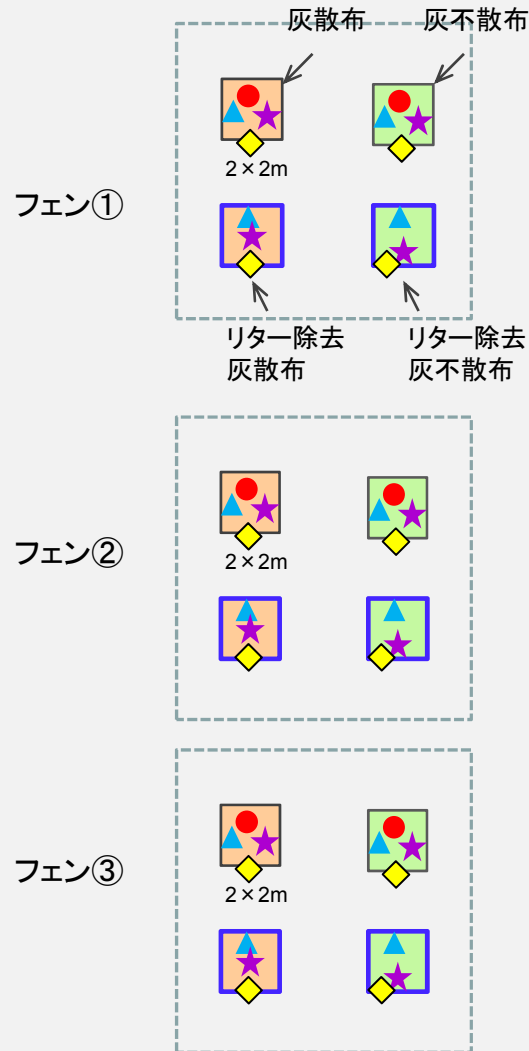 灰散布
灰不散布
2×2m
フェン①
リター除去
灰散布
リター除去
灰不散布
フェン②
2×2m
フェン③
2×2m